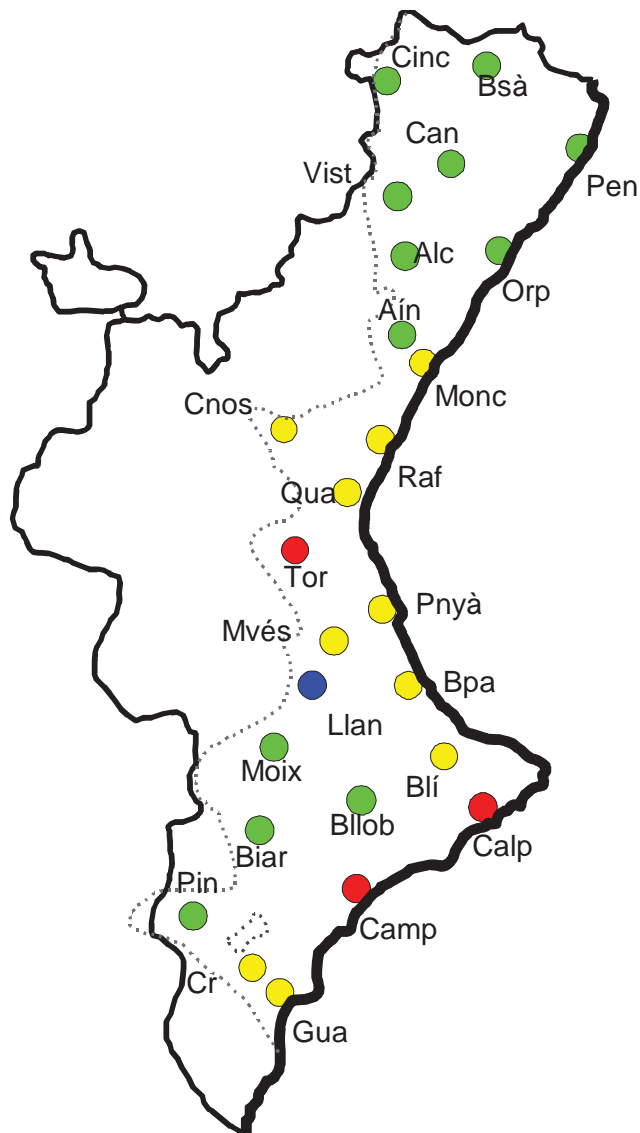 Cinc
Bsà
Can
Vist
Pen
Alc
Orp
Ain
Monc
Cnos
Raf
Qua
Tor
Pnyà
Mvés
Bpa
Llan
Moix
Blí
Bllob
Calp
Biar
Pin
Camp
Cr
Gua